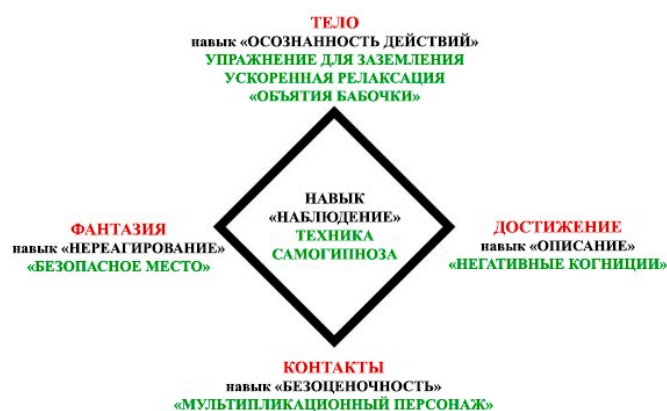 ТЕЛО
навык «ОСОЗНАННОСТЬ ДЕЙСТВИЙ»
УПРАЖНЕНИЕ ДЛЯ ЗАЗЕМЛЕНИЯ
УСКОРЕННАЯ РЕЛАКСАЦИЯ
«ОБЪЯТИЯ БАБОЧКИ»
ФАНТАЗИЯ
навык «НЕРЕАГИРОВАНИЕ»
«БЕЗОПАСНОЕ МЕСТО»
НАВЫК
«НАБЛЮДЕНИЕ»
ТЕХНИКА
САМОГИПНОЗА
ДОСТИЖЕНИЕ
навык «ОПИСАНИЕ»
«НЕГАТИВНЫЕ КОГНИЦИИ»
КОНТАКТЫ
навык «БЕЗОЦЕНОЧНОСТЬ»
«МУЛЬТИПЛИКАЦИОННЫЙ ПЕРСОНАЖ»